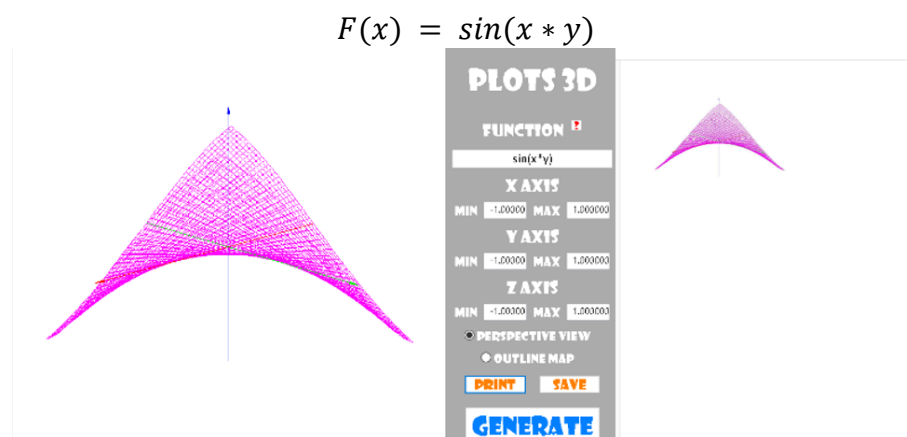 F(x) = sin(x * y)
PLOTS 3D
FUNCTION ?
sin(x*y)
X AXIS
MIN -1.00000 MAX 1.000000
Y AXIS
MIN -1.00000 MAX 1.000000
Z AXIS
MIN -1.00000 MAX 1.000000
PERSPECTIVE VIEW
OUTLINE MAP
PRINT SAVE
GENERATE